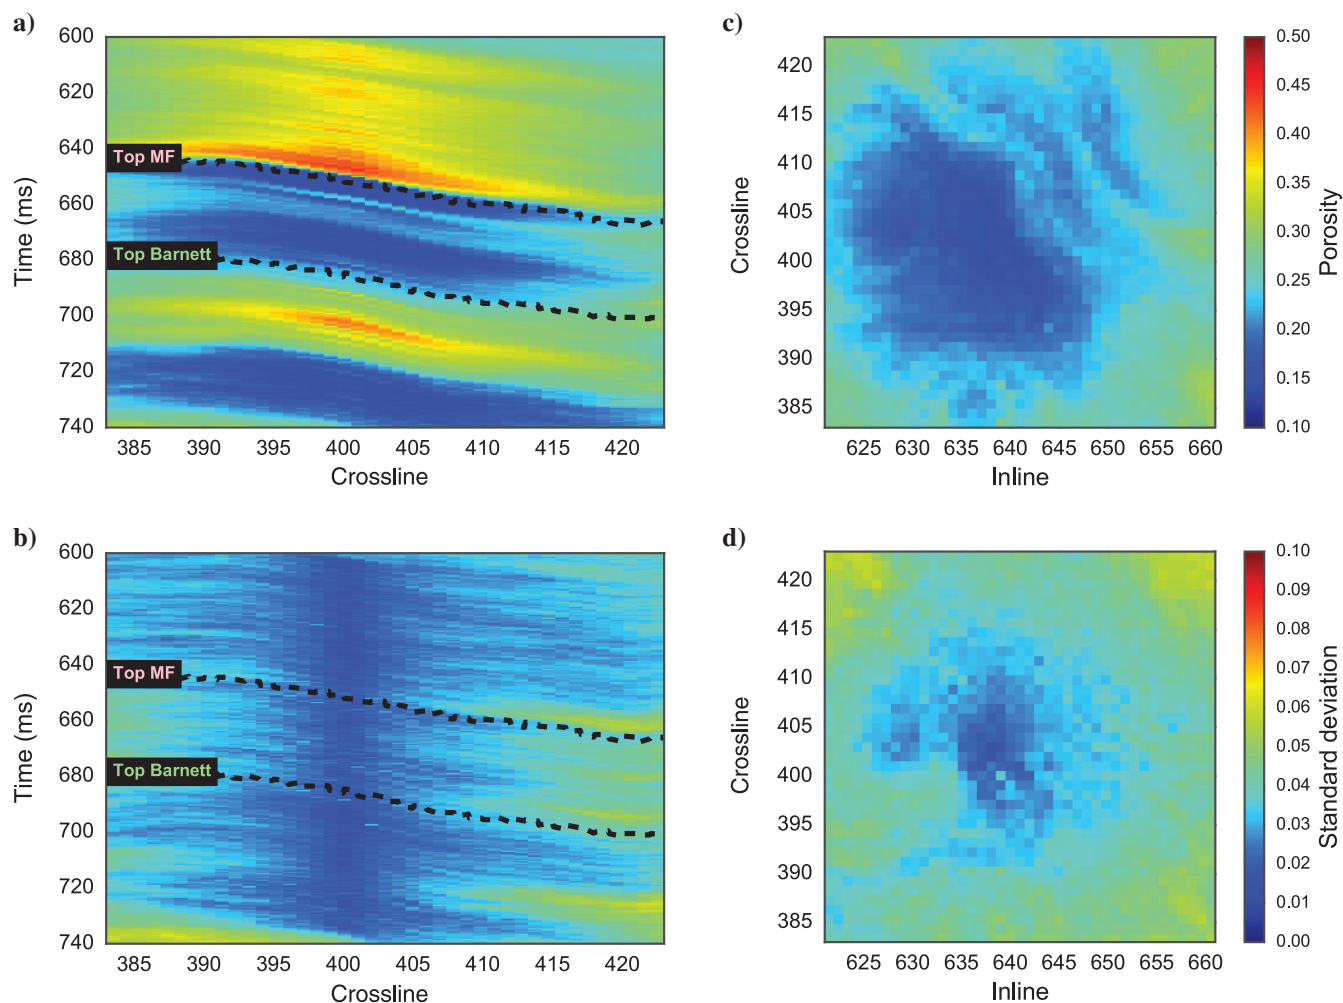 a)
600
620
640
660
680
700
720
740
Time (ms)
Top MF
Top Barnett
385 390 395 400 405 410 415 420
Crossline
c)
420
415
410
405
400
395
390
385
Crossline
625 630 635 640 645 650 655 660
Inline
0.50
0.45
0.40
0.35
0.30
0.25
0.20
0.15
0.10
Porosity
b)
600
620
640
660
680
700
720
740
Time (ms)
Top MF
Top Barnett
385 390 395 400 405 410 415 420
Crossline
d)
420
415
410
405
400
395
390
385
Crossline
625 630 635 640 645 650 655 660
Inline
0.10
0.09
0.08
0.07
0.06
0.05
0.04
0.03
0.02
0.01
0.00
Standard deviation